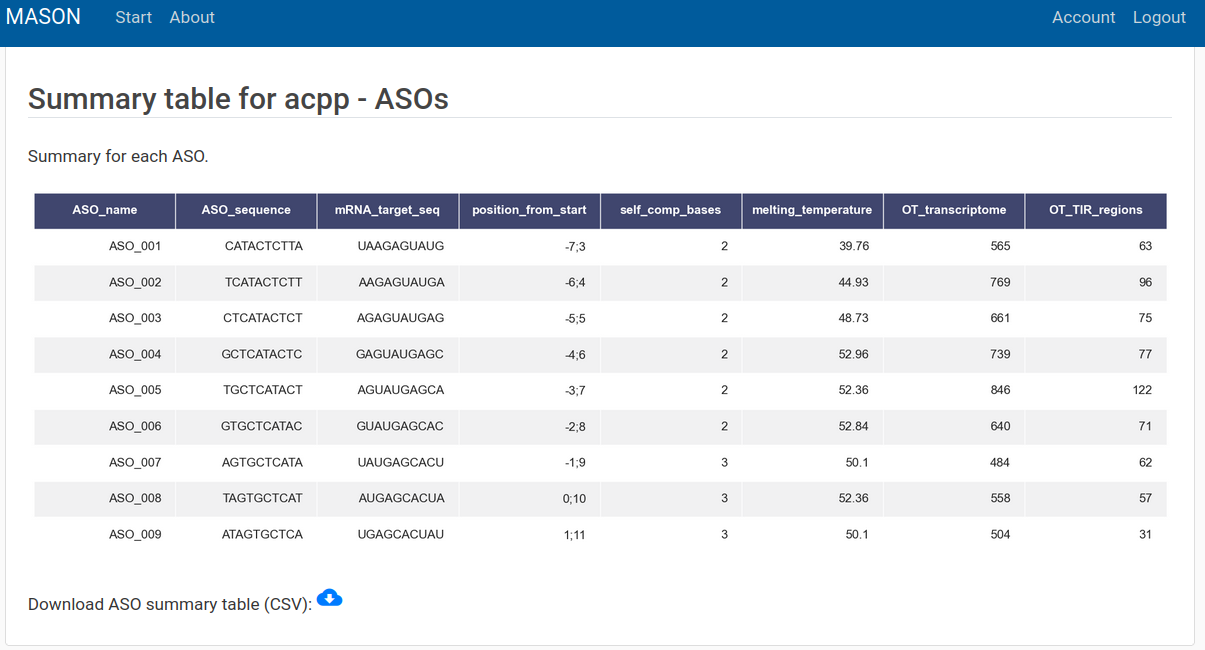 MASON Start About Account Logout
Summary table for acpp - ASOs
Summary for each ASO.
ASO_name ASO_sequence mRNA_target_seq position_from_start self_comp_bases melting_temperature OT_transcriptome OT_TIR_regions
ASO_001 CATACTCTTA UAAGAGUAUG -7;3 2 39.76 565 63
ASO_002 TCATACTCTT AAGAGUAUGA -6;4 2 44.93 769 96
ASO_003 CTCATACTCT AGAGUAUGAG -5;5 2 48.73 661 75
ASO_004 GCTCATACTC GAGUAUGAGC -4;6 2 52.96 739 77
ASO_005 TGCTCATACT AGUAUGAGCA -3;7 2 52.36 846 122
ASO_006 GTGCTCATAC GUAUGAGCAC -2;8 2 52.84 640 71
ASO_007 AGTGCTCATA UAUGAGCACU -1;9 3 50.1 484 62
ASO_008 TAGTGCTCAT AUGAGCACUA 0;10 3 52.36 558 57
ASO_009 ATAGTGCTCA UGAGCACUAU 1;11 3 50.1 504 31
Download ASO summary table (CSV):